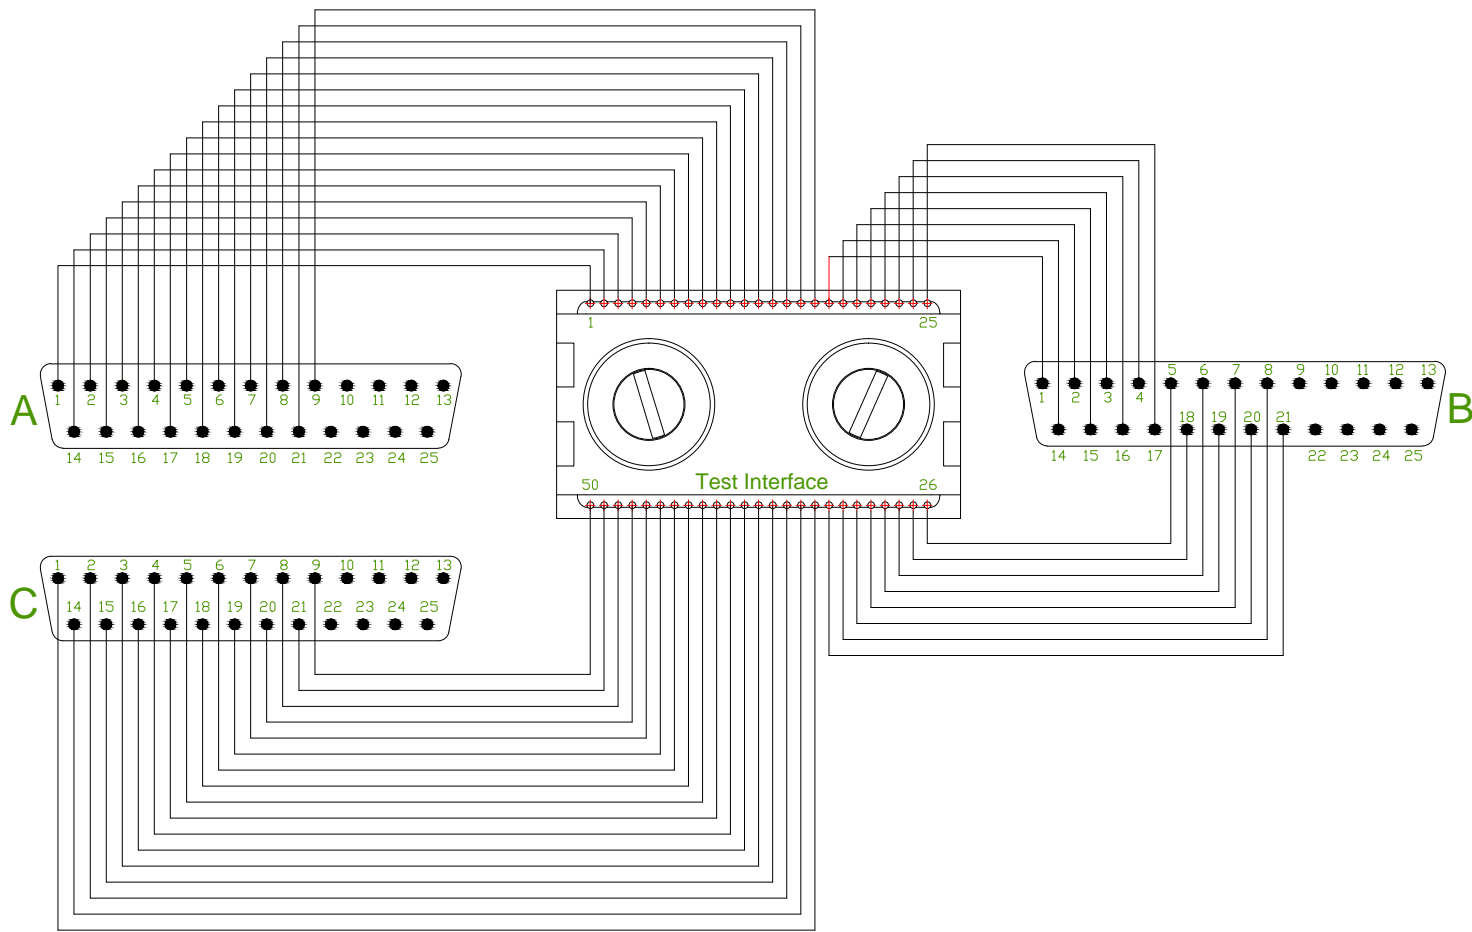 1 25
5 6 7 8 9 10 11 12 13
1 2 3 4
1 2 3 4 5 6 7 8 9 10 11 12 13
A
B
18 19 20 21
14 15 16 17 22 23 24 25
14 15 16 17 18 19 20 21 22 23 24 25
50 Test Interface 26
1 2 3 4 5 6 7 8 9 10 11 12 13
C
14 15 16 17 18 19 20 21 22 23 24 25